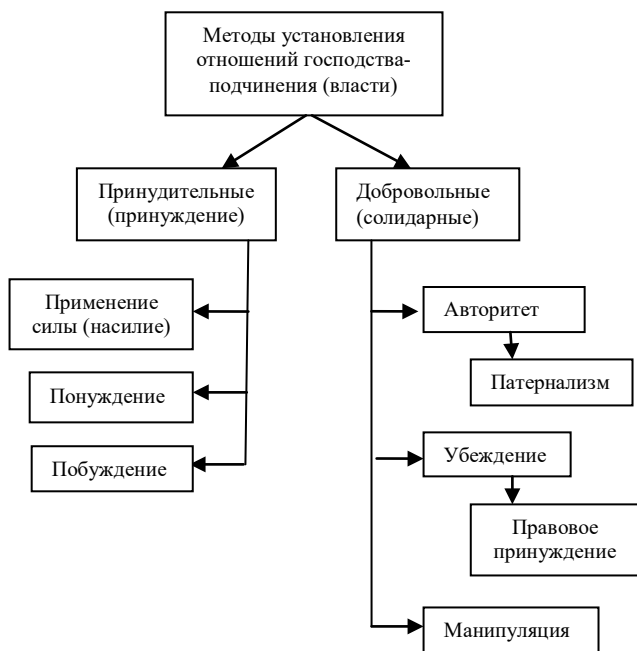 Методы установления
отношений господства-
подчинения (власти)
Принудительные
(принуждение)
Добровольные
(солидарные)
Применение
силы (насилие)
Понуждение
Побуждение
Авторитет
Патернализм
Убеждение
Правовое
принуждение
Манипуляция